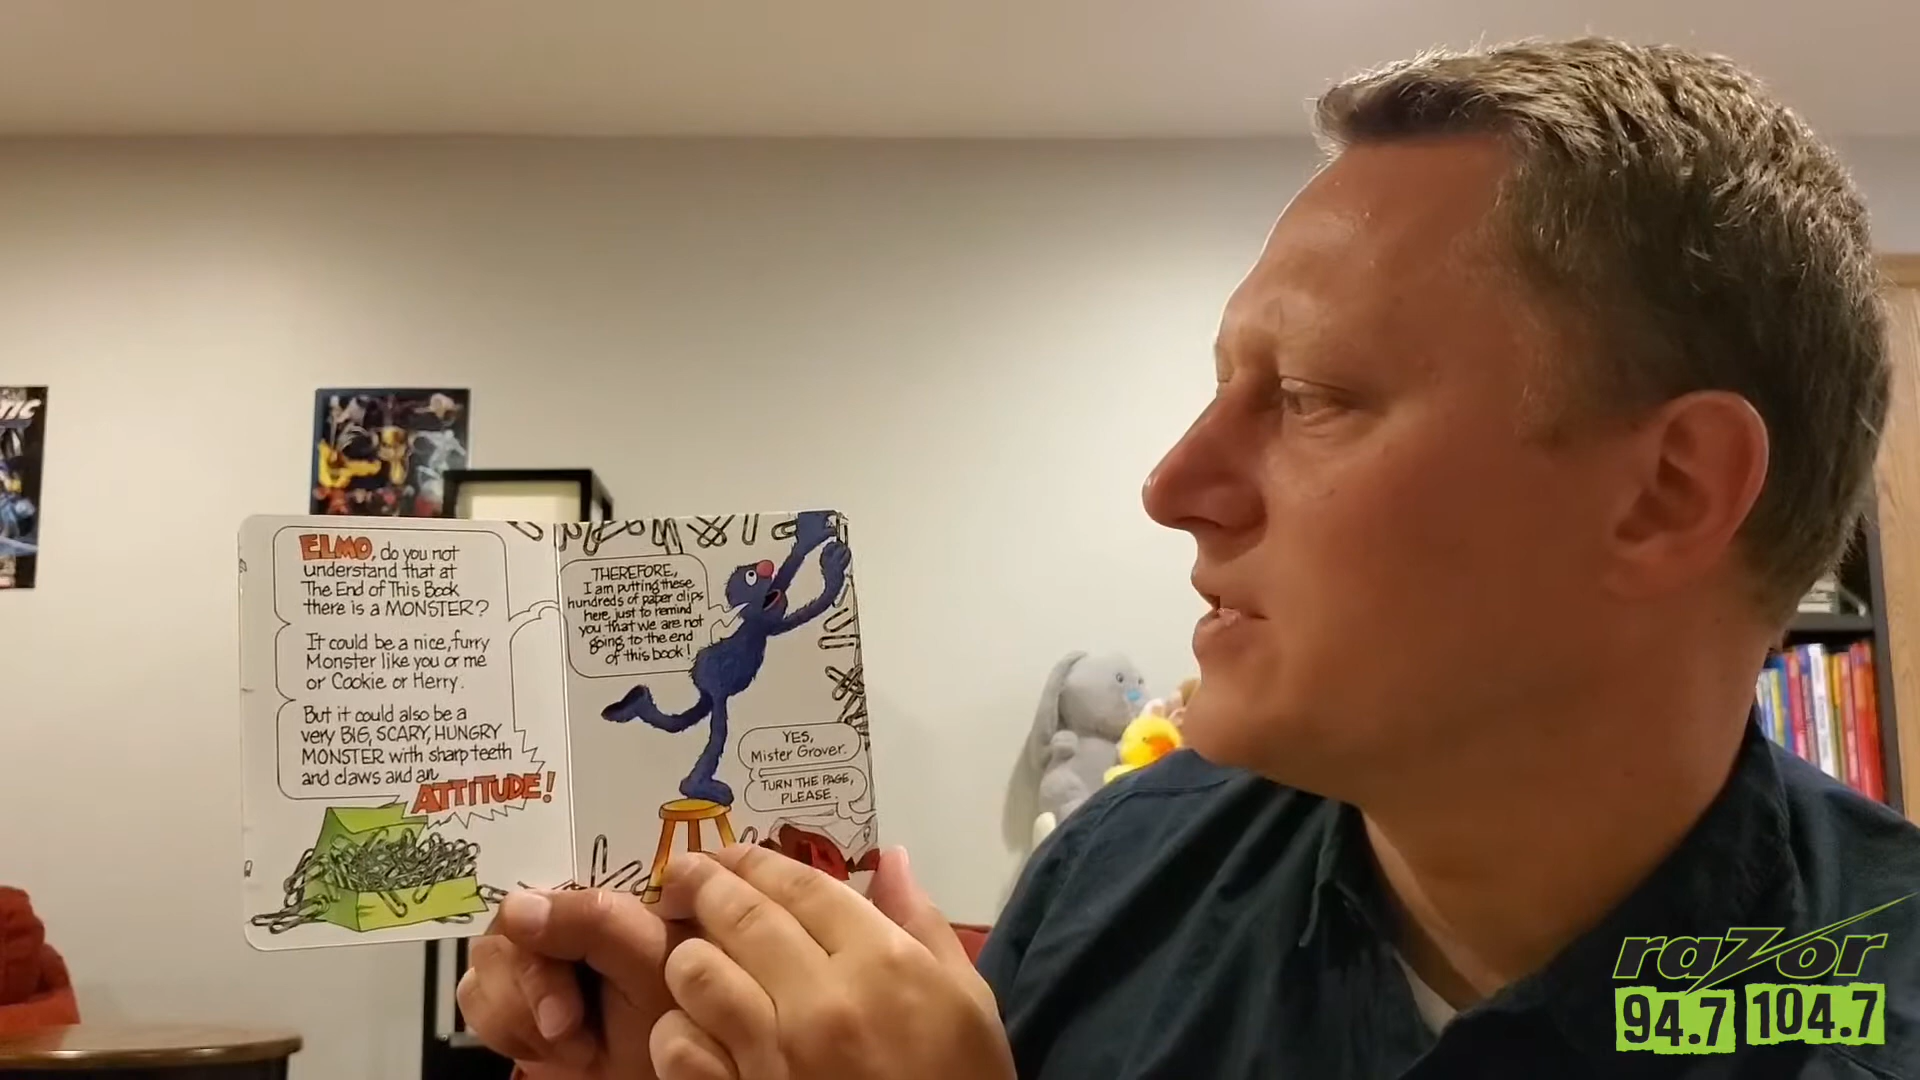 ELMO, do you not
understand that at
The End of This Book
there is a MONSTER?
It could be a nice, furry
Monster like you or me
or Cookie or Herry.
But it could also be a
very BIG, SCARY, HUNGRY
MONSTER with sharp teeth
and claws and an
ATTITUDE!
THEREFORE,
I am putting these
hundreds of paper clips
here, just to remind
you that we are not
going to the end
of this book!
YES,
Mister Grover.
TURN THE PAGE,
PLEASE.
razor
94.7 104.7